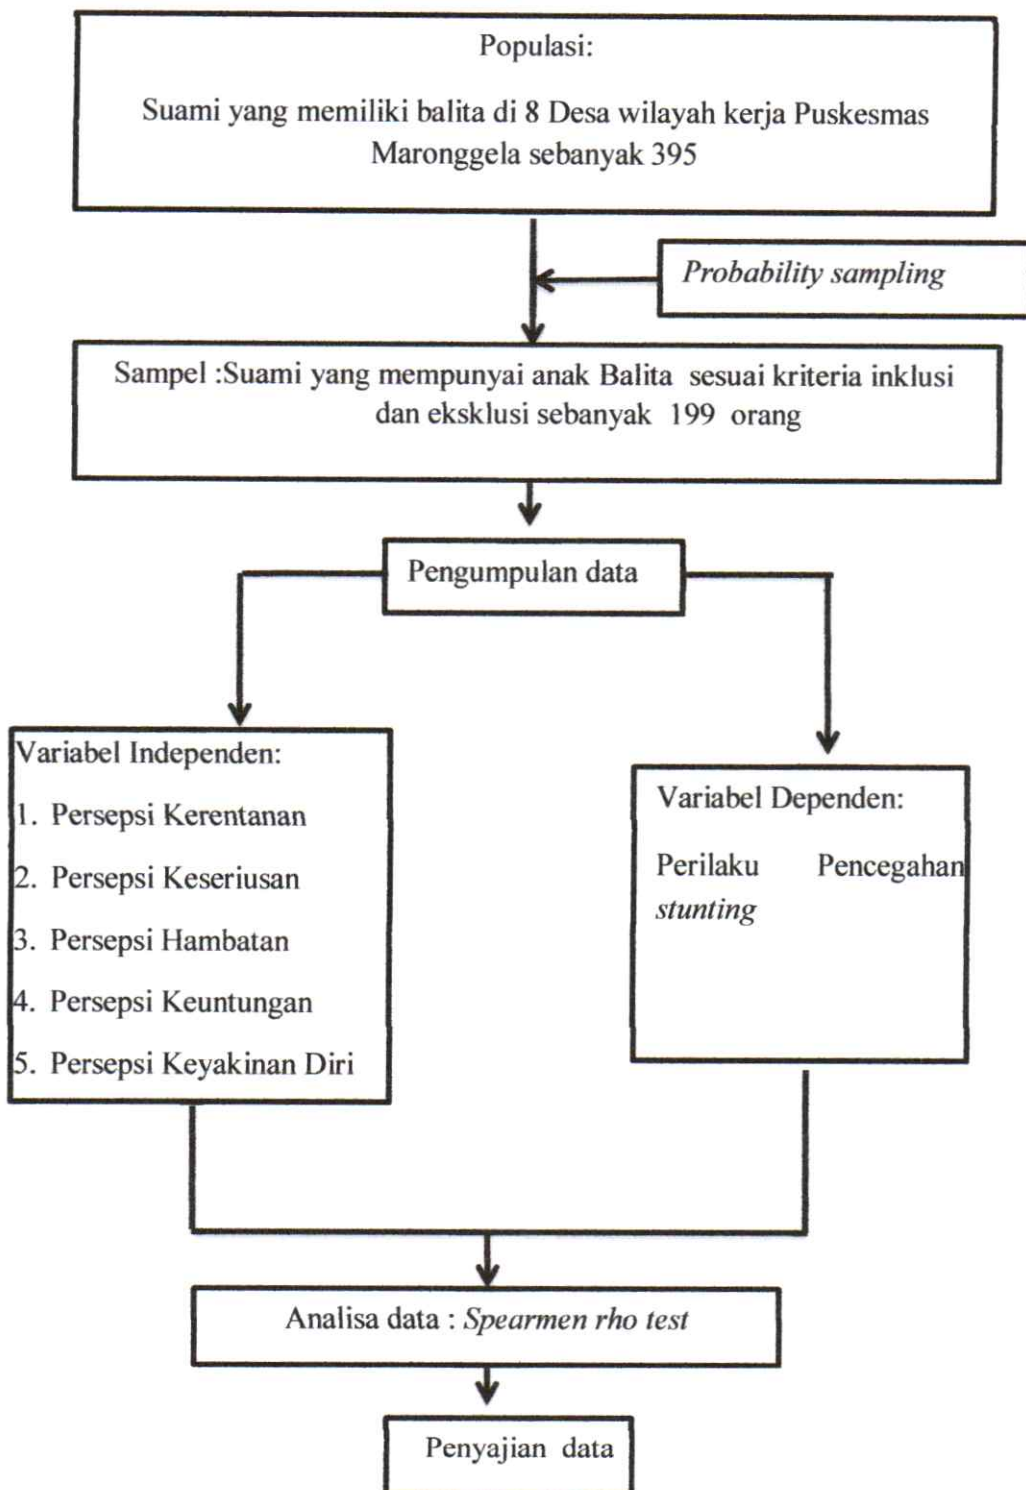 Populasi:
Suami yang memiliki balita di 8 Desa wilayah kerja Puskesmas
Maronggela sebanyak 395
Probability sampling
Sampel :Suami yang mempunyai anak Balita sesuai kriteria inklusi
dan eksklusi sebanyak 199 orang
Pengumpulan data
Variabel Independen:
1. Persepsi Kerentanan
2. Persepsi Keseriusan
3. Persepsi Hambatan
4. Persepsi Keuntungan
5. Persepsi Keyakinan Diri
Variabel Dependen:
Perilaku Pencegahan
stunting
Analisa data : Spearmen rho test
Penyajian data